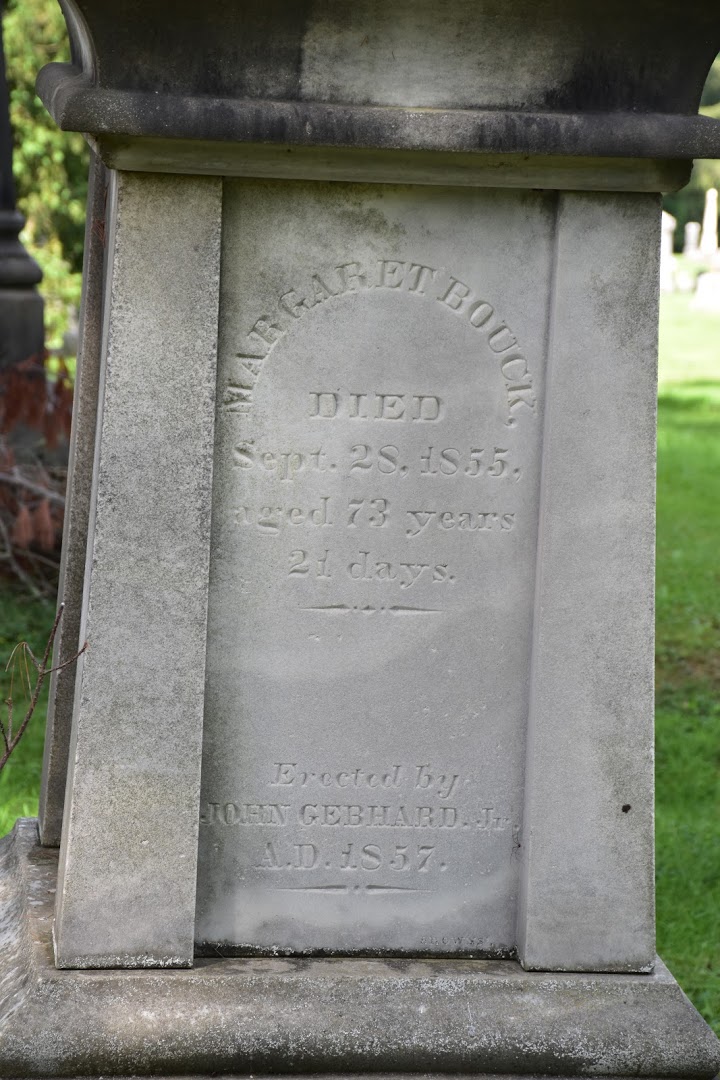 MARGARET BOUCK,
DIED
Sept. 28, 1855,
aged 73 years
21 days.
Erected by
JOHN GEBHARD. Jr.
A.D. 1857.